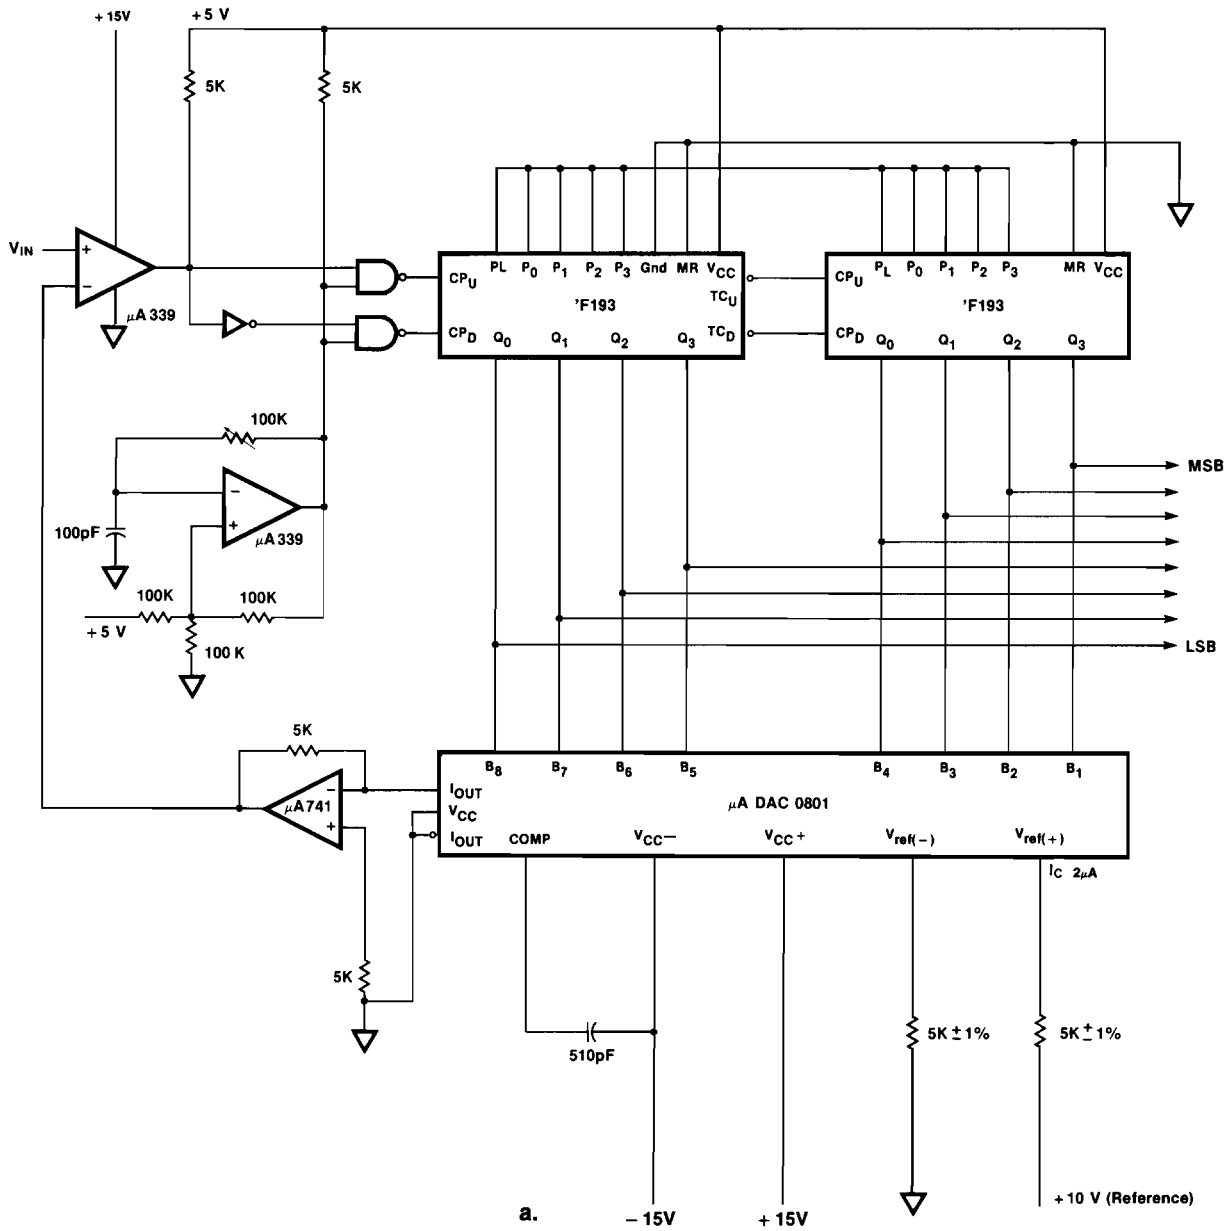 +15V
+5 V
5K
5K
VIN
+
−
μA 339
PL P0 P1 P2 P3 Gnd MR VCC
CPU
TCU
'F193
CPD
TCD
Q0 Q1 Q2 Q3
PL P0 P1 P2 P3 MR VCC
CPU
'F193
CPD
Q0 Q1 Q2 Q3
100K
−
+
μA 339
100pF
100K
100K
+5 V
100 K
MSB
LSB
5K
−
μA741
+
5K
B8 B7 B6 B5 B4 B3 B2 B1
IOUT
VCC
IOUT
μA DAC 0801
COMP
VCC−
VCC+
Vref(−)
Vref(+)
IC 2μA
510pF
5K ± 1%
5K ± 1%
+10 V (Reference)
a.
−15V
+15V